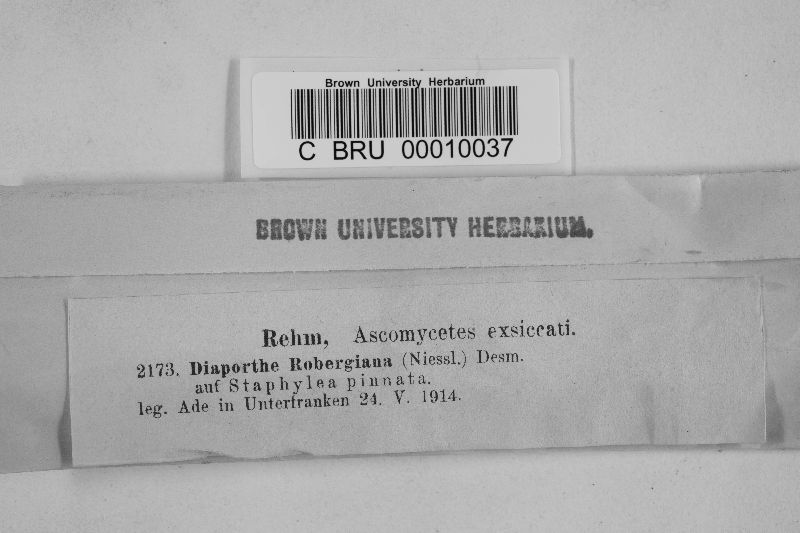 Brown University Herbarium
C BRU 00010037
BROWN UNIVERSITY HERBARIUM.
Rehm, Ascomycetes exsiccati.
2173. Diaporthe Robergiana (Niessl.) Desm.
auf Staphylea pinnata.
leg. Ade in Unterfranken 24. V. 1914.